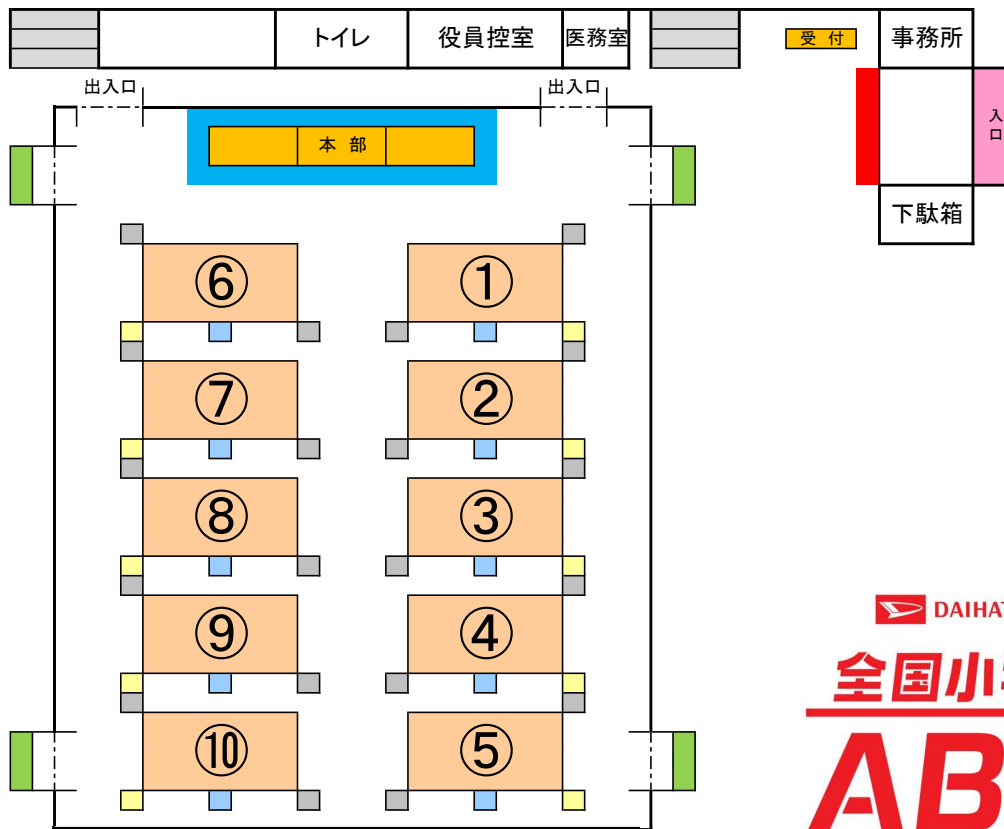 トイレ
役員控室
医務室
受 付
事務所
出入口
出入口
入口
本 部
下駄箱
⑥
①
⑦
②
⑧
③
⑨
④
⑩
⑤
DAIHAT
全国小
AB